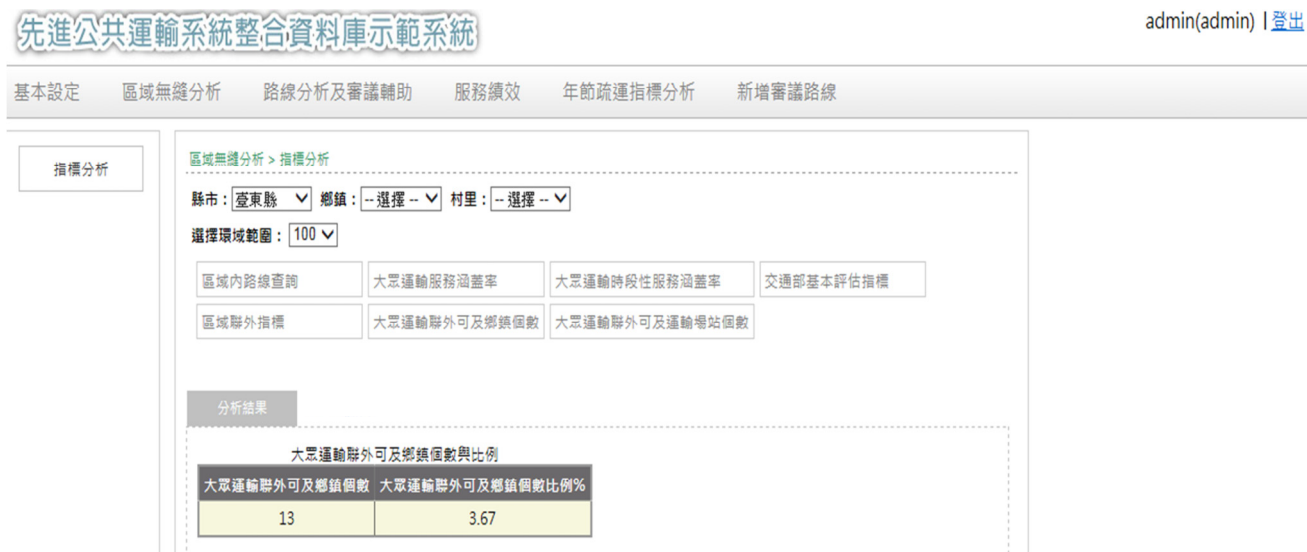 先進公共運輸系統整合資料庫示範系統
admin(admin) | 登出
基本設定 區域無縫分析 路線分析及審議輔助 服務績效 年節疏運指標分析 新增審議路線
指標分析
區域無縫分析 > 指標分析
縣市：臺東縣 鄉鎮：-- 選擇 -- 村里：-- 選擇 --
選擇環域範圍：100
區域內路線查詢 大眾運輸服務涵蓋率 大眾運輸時段性服務涵蓋率 交通部基本評估指標
區域聯外指標 大眾運輸聯外可及鄉鎮個數 大眾運輸聯外可及運輸場站個數
分析結果
大眾運輸聯外可及鄉鎮個數與比例
大眾運輸聯外可及鄉鎮個數 大眾運輸聯外可及鄉鎮個數比例%
13 3.67